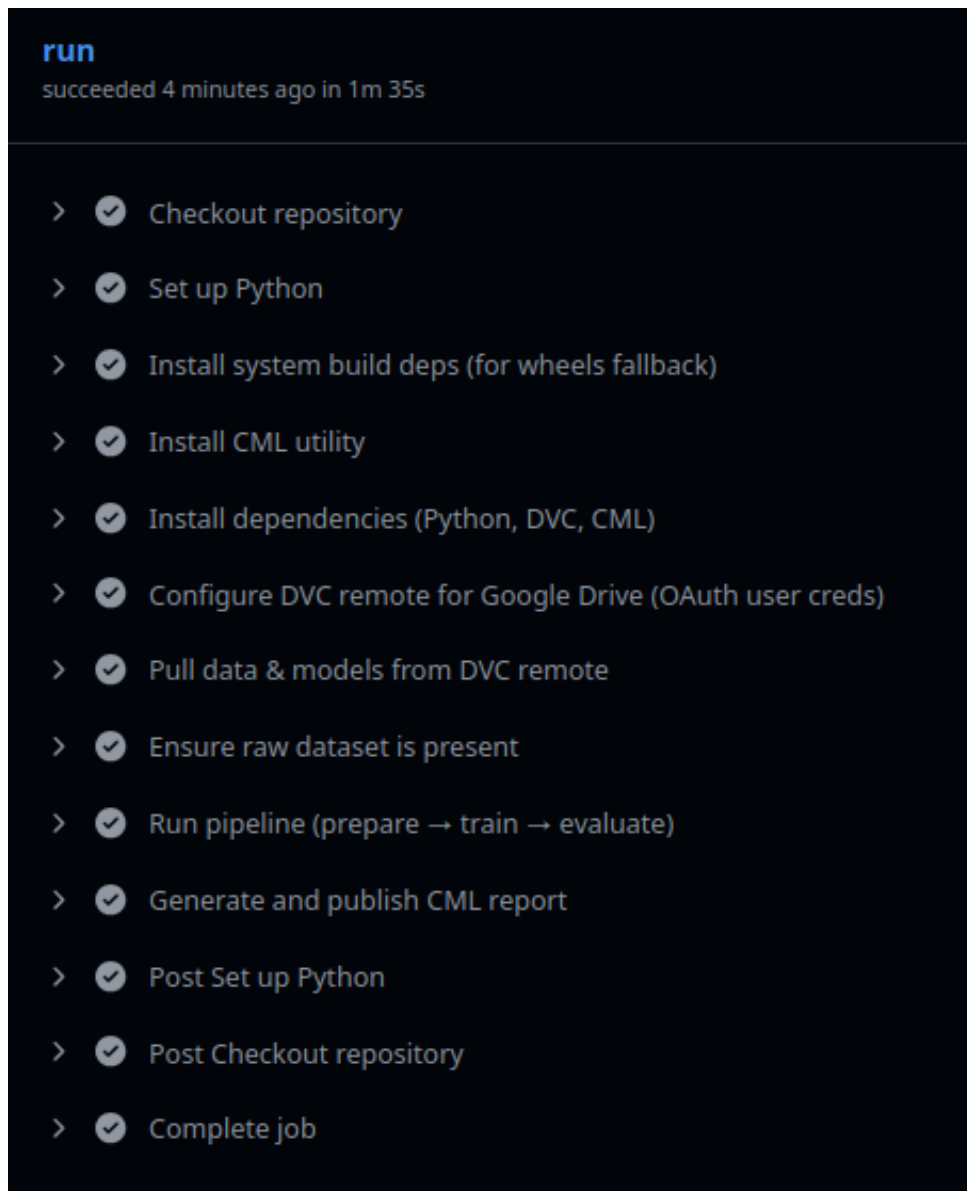 run
succeeded 4 minutes ago in 1m 35s
Checkout repository
Set up Python
Install system build deps (for wheels fallback)
Install CML utility
Install dependencies (Python, DVC, CML)
Configure DVC remote for Google Drive (OAuth user creds)
Pull data & models from DVC remote
Ensure raw dataset is present
Run pipeline (prepare → train → evaluate)
Generate and publish CML report
Post Set up Python
Post Checkout repository
Complete job